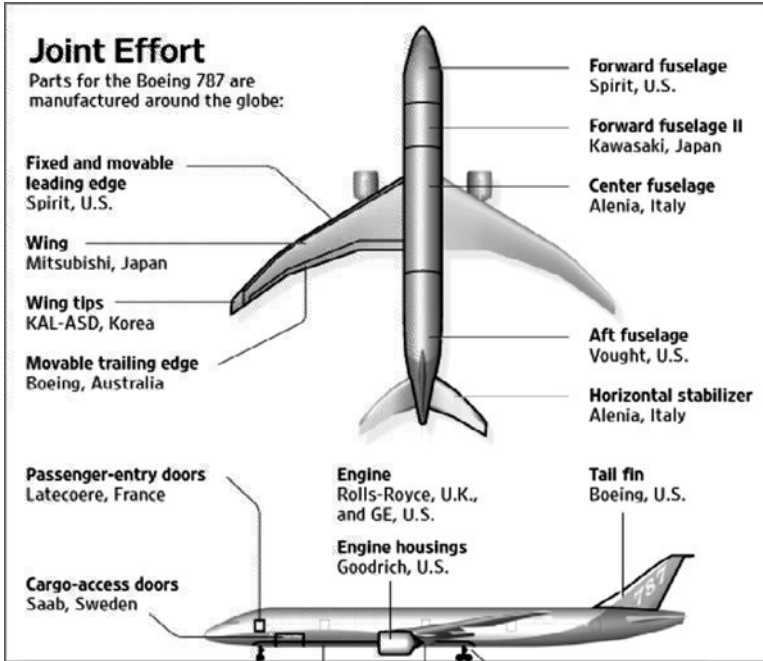 Joint Effort
Parts for the Boeing 787 are
manufactured around the globe:
Fixed and movable
leading edge
Spirit, U.S.
Wing
Mitsubishi, Japan
Wing tips
KAL-ASD, Korea
Movable trailing edge
Boeing, Australia
Forward fuselage
Spirit, U.S.
Forward fuselage II
Kawasaki, Japan
Center fuselage
Alenia, Italy
Aft fuselage
Vought, U.S.
Horizontal stabilizer
Alenia, Italy
Passenger-entry doors
Latecoere, France
Cargo-access doors
Saab, Sweden
Engine
Rolls-Royce, U.K.,
and GE, U.S.
Engine housings
Goodrich, U.S.
Tail fin
Boeing, U.S.
787